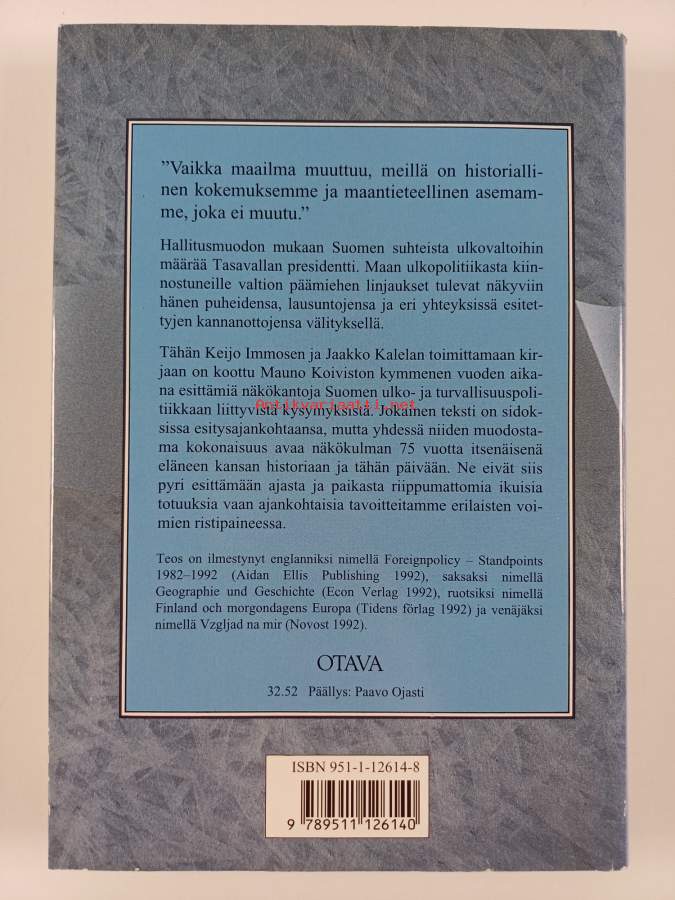 ”Vaikka maailma muuttuu, meillä on historialli-
nen kokemuksemme ja maantieteellinen asemam-
me, joka ei muutu.”
Hallitusmuodon mukaan Suomen suhteista ulkovaltoihin
määrää Tasavallan presidentti. Maan ulkopolitiikasta kiin-
nostuneille valtion päämiehen linjaukset tulevat näkyviin
hänen puheidensa, lausuntojensa ja eri yhteyksissä esitet-
tyjen kannanottojensa välityksellä.
Tähän Keijo Immosen ja Jaakko Kalelan toimittamaan kir-
jaan on koottu Mauno Koiviston kymmenen vuoden aika-
na esittämiä näkökantoja Suomen ulko- ja turvallisuuspoli-
tiikkaan liittyvistä kysymyksistä. Jokainen teksti on sidok-
Antikvariaatti.net
sissa esitysajankohtaansa, mutta yhdessä niiden muodosta-
ma kokonaisuus avaa näkökulman 75 vuotta itsenäisenä
eläneen kansan historiaan ja tähän päivään. Ne eivät siis
pyri esittämään ajasta ja paikasta riippumattomia ikuisia
totuuksia vaan ajankohtaisia tavoitteitamme erilaisten voi-
mien ristipaineessa.
Teos on ilmestynyt englanniksi nimellä Foreignpolicy – Standpoints
1982–1992 (Aidan Ellis Publishing 1992), saksaksi nimellä
Geographie und Geschichte (Econ Verlag 1992), ruotsiksi nimellä
Finland och morgondagens Europa (Tidens förlag 1992) ja venäjäksi
nimellä Vzgljad na mir (Novost 1992).
OTAVA
32.52 Päällys: Paavo Ojasti
ISBN 951-1-12614-8
9 789511 126140